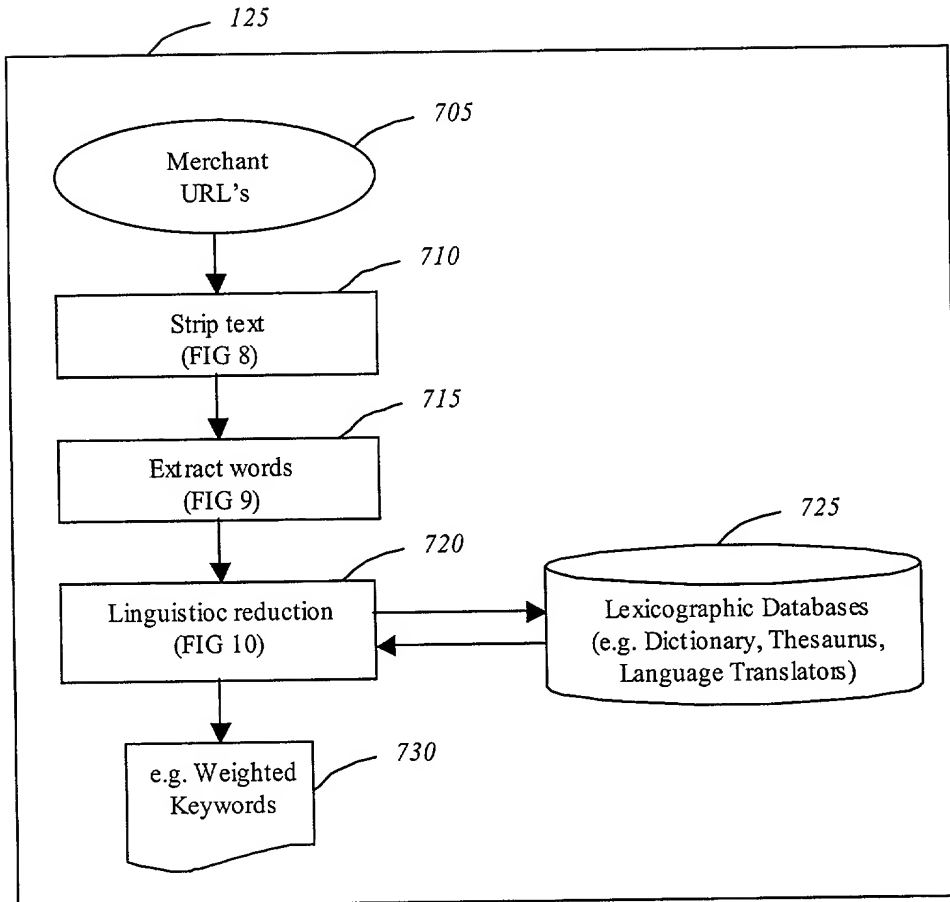 125
705
Merchant
URL's
710
Strip text
(FIG 8)
715
Extract words
(FIG 9)
720
725
Linguistioc reduction
(FIG 10)
Lexicographic Databases
(e.g. Dictionary, Thesaurus,
Language Translators)
730
e.g. Weighted
Keywords